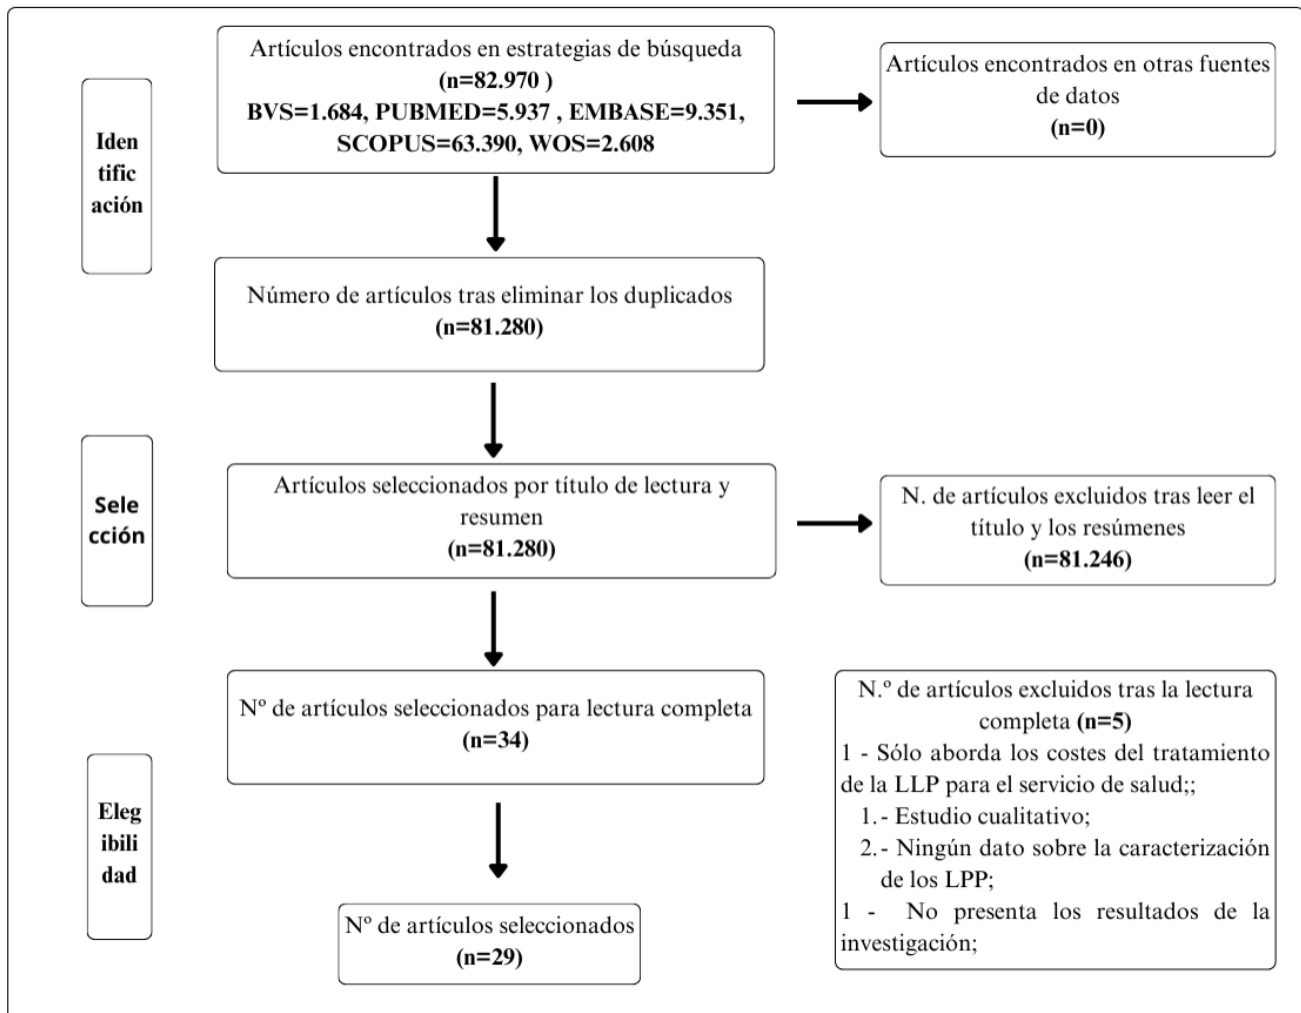 Artículos encontrados en estrategias de búsqueda
(n=82.970 )
BVS=1.684, PUBMED=5.937 , EMBASE=9.351,
SCOPUS=63.390, WOS=2.608
Artículos encontrados en otras fuentes
de datos
(n=0)
Iden
tific
ación
Número de artículos tras eliminar los duplicados
(n=81.280)
Sele
cción
Artículos seleccionados por título de lectura y
resumen
(n=81.280)
N. de artículos excluidos tras leer el
título y los resúmenes
(n=81.246)
Nº de artículos seleccionados para lectura completa
(n=34)
N.º de artículos excluidos tras la lectura
completa (n=5)
1 - Sólo aborda los costes del tratamiento
de la LLP para el servicio de salud;;
1.- Estudio cualitativo;
2.- Ningún dato sobre la caracterización
de los LPP;
1 - No presenta los resultados de la
investigación;
Eleg
ibili
dad
Nº de artículos seleccionados
(n=29)